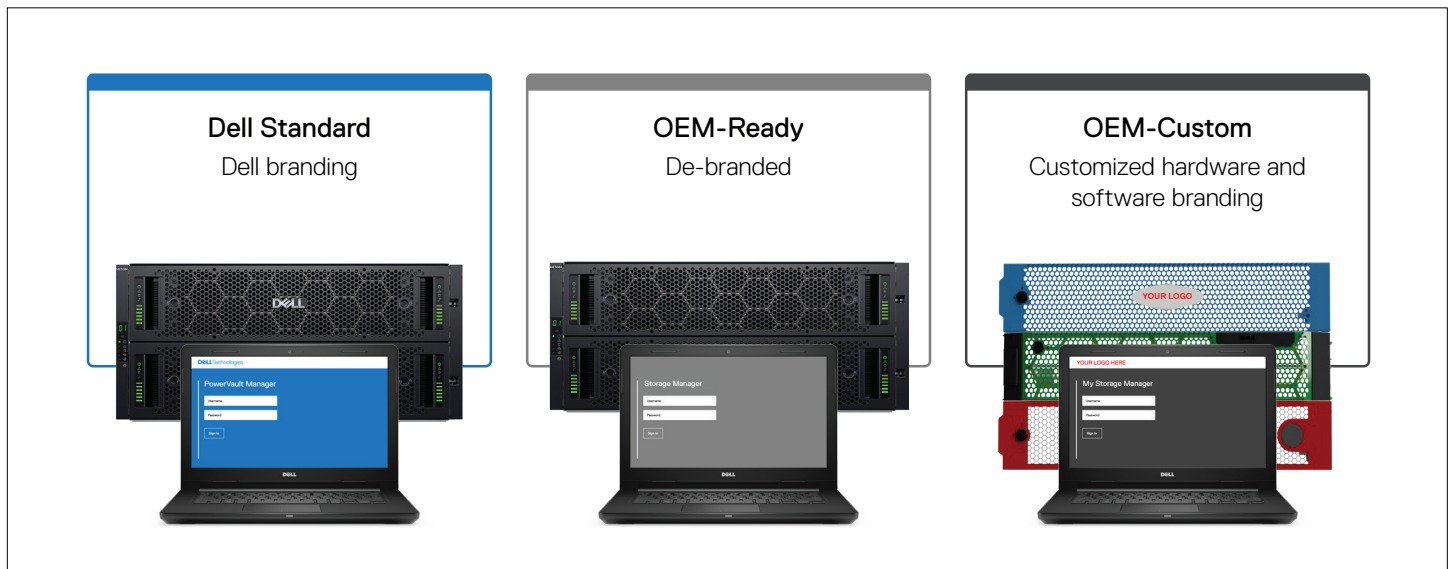 Dell Standard
Dell branding
DELL
DELLTechnologies
PowerVault Manager
Username
Password
Sign In
DELL
OEM-Ready
De-branded
Storage Manager
Username
Password
Sign In
DELL
OEM-Custom
Customized hardware and
software branding
YOUR LOGO
YOUR LOGO HERE
My Storage Manager
Username
Password
Sign In
DELL